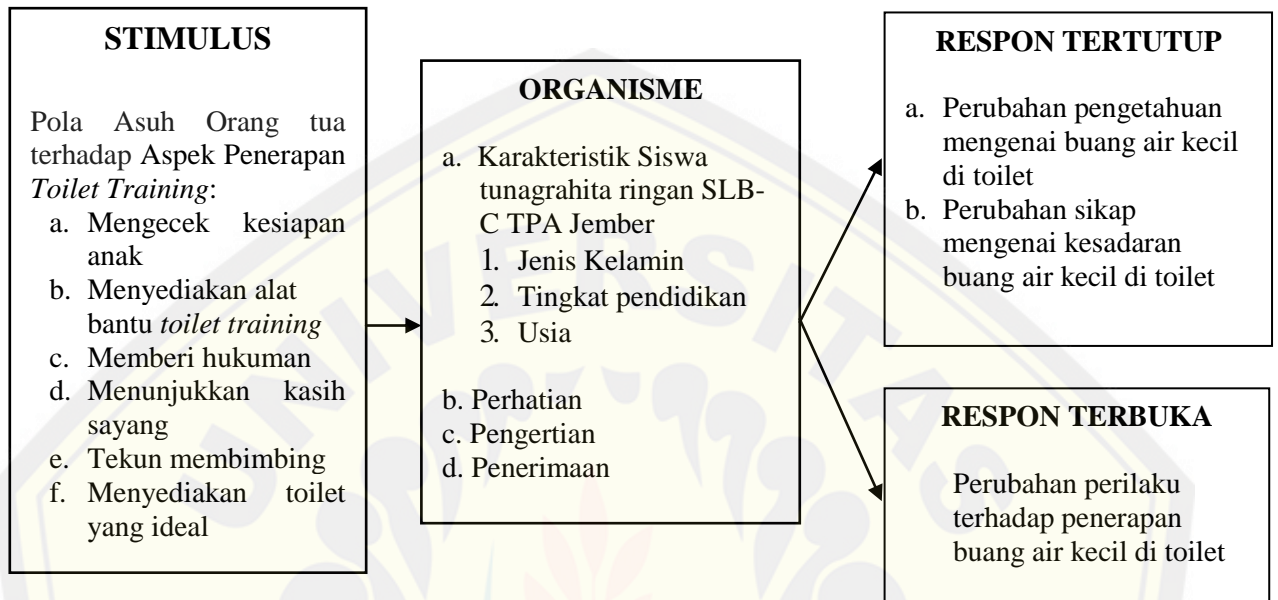 STIMULUS
Pola Asuh Orang tua
terhadap Aspek Penerapan
Toilet Training:
a. Mengecek kesiapan
anak
b. Menyediakan alat
bantu toilet training
c. Memberi hukuman
d. Menunjukkan kasih
sayang
e. Tekun membimbing
f. Menyediakan toilet
yang ideal
ORGANISME
a. Karakteristik Siswa
tunagrahita ringan SLB-
C TPA Jember
1. Jenis Kelamin
2. Tingkat pendidikan
3. Usia
b. Perhatian
c. Pengertian
d. Penerimaan
RESPON TERTUTUP
a. Perubahan pengetahuan
mengenai buang air kecil
di toilet
b. Perubahan sikap
mengenai kesadaran
buang air kecil di toilet
RESPON TERBUKA
Perubahan perilaku
terhadap penerapan
buang air kecil di toilet
UNIVERSITAS